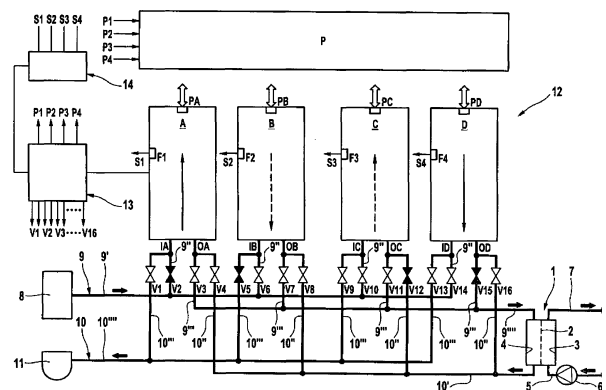 S1 S2 S3 S4
P1
P2
P3
P4
P
14
12
P1 P2 P3 P4
PA PB PC PD
A B C D
S1 F1 S2 F2 S3 F3 S4 F4
13
V1 V2 V3 V4 ..... V16
IA 9'' OA IB 9'' OB IC 9'' OC ID 9'' OD
V1 V2 V3 V4 V5 V6 V7 V8 V9 V10 V11 V12 V13 V14 V15 V16
8 9 9' 1 7
9''' 10'' 9''' 10'' 9''' 10'' 9''' 10'' 9''''
2
4 3
10 10'''' 10''' 10''' 10''' 10'''
11 10' 5 6